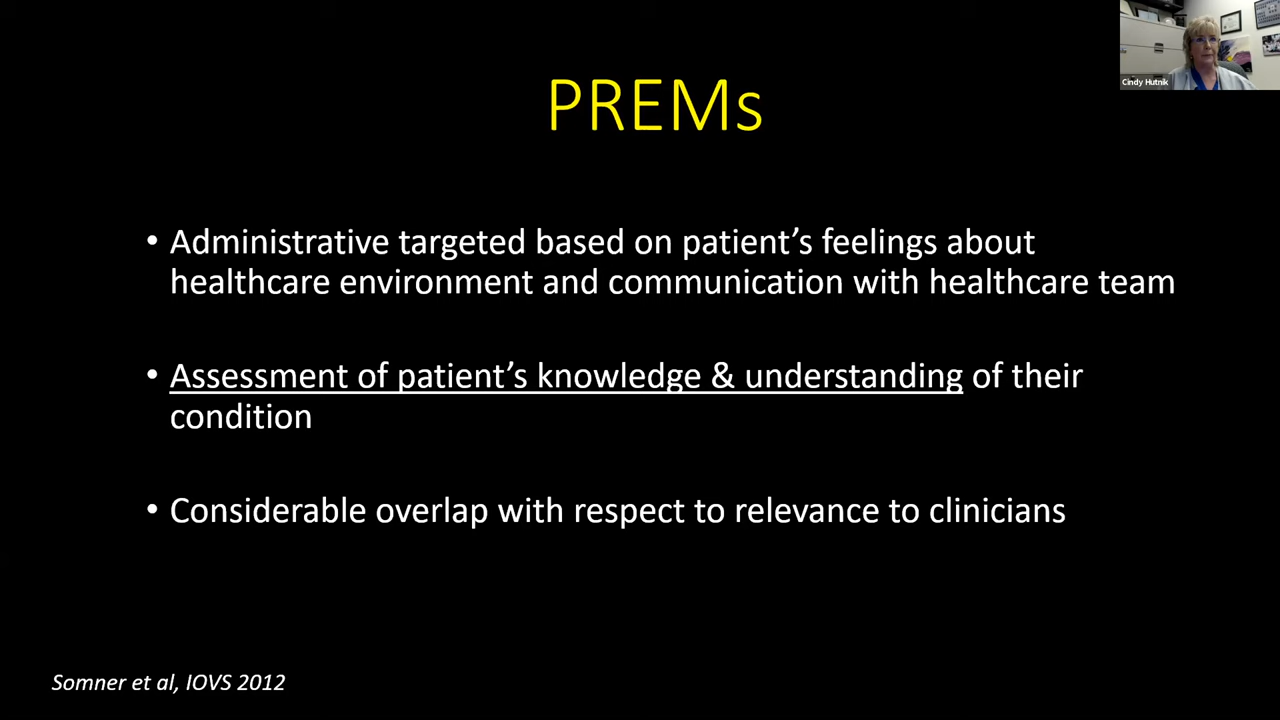 Cindy Hutnik
PREMs
• Administrative targeted based on patient’s feelings about
healthcare environment and communication with healthcare team
• Assessment of patient’s knowledge & understanding of their
condition
• Considerable overlap with respect to relevance to clinicians
Somner et al, IOVS 2012